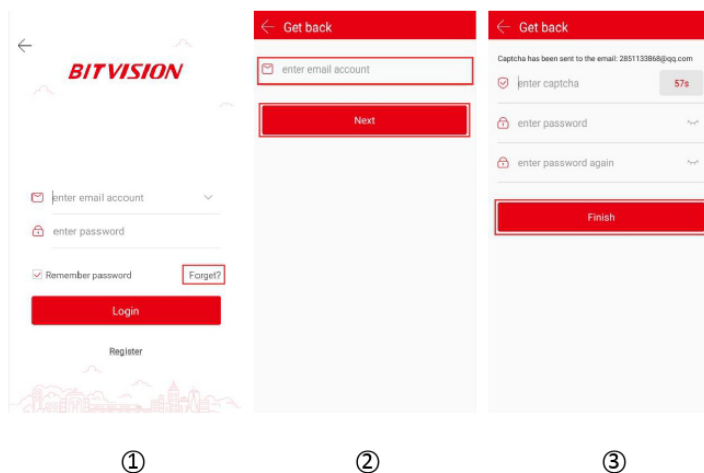 BITVISION
enter email account
enter password
Remember password Forget?
Login
Register
①
Get back
enter email account
Next
②
Get back
Captcha has been sent to the email: 2851133868@qq.com
enter captcha 57s
enter password
enter password again
Finish
③